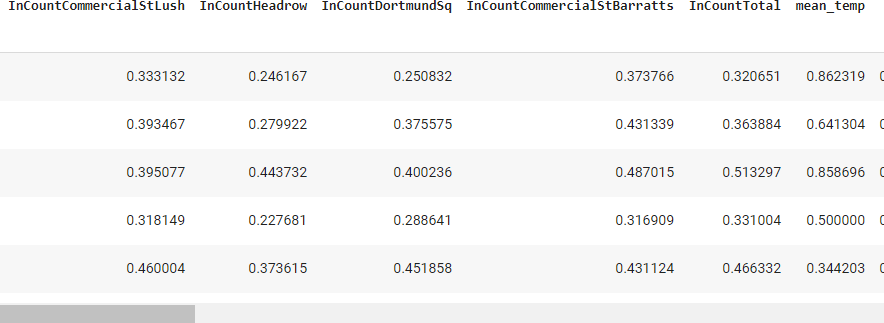 InCountCommercialStLush InCountHeadrow InCountDortmundSq InCountCommercialStBarratts InCountTotal mean_temp
0.333132 0.246167 0.250832 0.373766 0.320651 0.862319
0.393467 0.279922 0.375575 0.431339 0.363884 0.641304
0.395077 0.443732 0.400236 0.487015 0.513297 0.858696
0.318149 0.227681 0.288641 0.316909 0.331004 0.500000
0.460004 0.373615 0.451858 0.431124 0.466332 0.344203